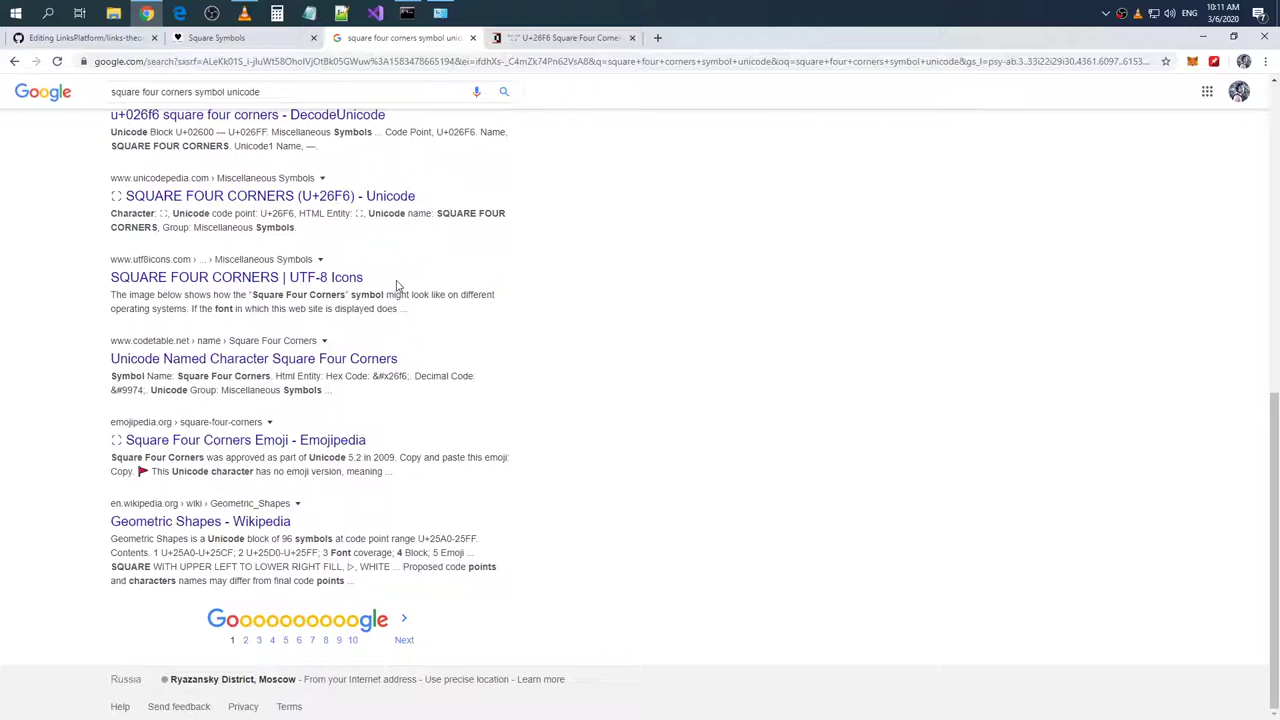 10:11 AM
ENG
3/6/2020
7
Editing LinksPlatform/links-theo
Square Symbols
square four corners symbol unic
U+26F6 Square Four Corner
google.com/search?sxsrf=
&q=square+four+corners+symbol+unicode&oq=square+four+corners+symbol+unicode&gs_l=psy-ab.3..33i22i29i30.4361.6097..6153...
Google
square four corners symbol unicode
u+026f6 square four corners - DecodeUnicode
Unicode Block U+02600 — U+026FF. Miscellaneous Symbols ... Code Point, U+026F6. Name,
SQUARE FOUR CORNERS. Unicode1 Name, —.
www.unicodepedia.com › Miscellaneous Symbols
⛶ SQUARE FOUR CORNERS (U+26F6) - Unicode
Character: ⛶, Unicode code point: U+26F6, HTML Entity: ⛶, Unicode name: SQUARE FOUR
CORNERS, Group: Miscellaneous Symbols.
www.utf8icons.com › ... › Miscellaneous Symbols
SQUARE FOUR CORNERS | UTF-8 Icons
The image below shows how the “Square Four Corners” symbol might look like on different
operating systems. If the font in which this web site is displayed does ...
www.codetable.net › name › Square Four Corners
Unicode Named Character Square Four Corners
Symbol Name: Square Four Corners. Html Entity: Hex Code: &#x26f6;. Decimal Code:
&#9974;. Unicode Group: Miscellaneous Symbols ...
emojipedia.org › square-four-corners
⛶ Square Four Corners Emoji - Emojipedia
Square Four Corners was approved as part of Unicode 5.2 in 2009. Copy and paste this emoji:
Copy. 🚩 This Unicode character has no emoji version, meaning ...
en.wikipedia.org › wiki › Geometric_Shapes
Geometric Shapes - Wikipedia
Geometric Shapes is a Unicode block of 96 symbols at code point range U+25A0-25FF.
Contents. 1 U+25A0-U+25CF; 2 U+25D0-U+25FF; 3 Font coverage; 4 Block; 5 Emoji ...
SQUARE WITH UPPER LEFT TO LOWER RIGHT FILL, ▷, WHITE ... Proposed code points
and characters names may differ from final code points ...
Goooooooooogle
1 2 3 4 5 6 7 8 9 10 Next
Russia
Ryazansky District, Moscow - From your Internet address - Use precise location - Learn more
Help Send feedback Privacy Terms